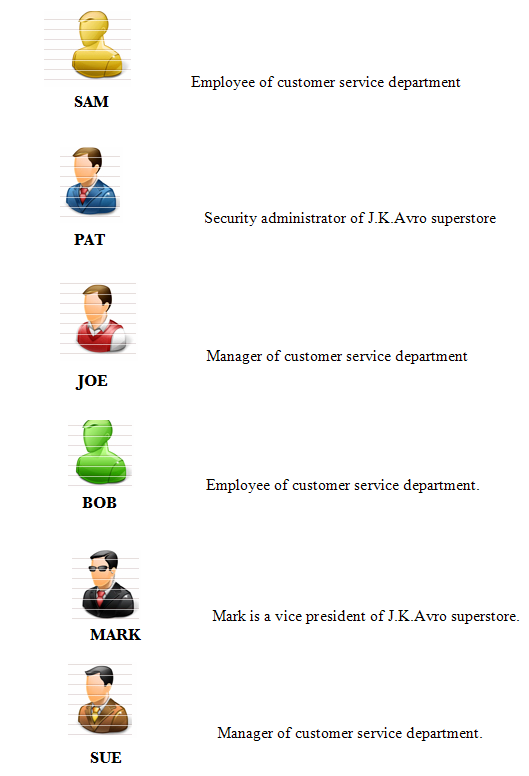 Employee of customer service department
SAM
Security administrator of J.K.Avro superstore
PAT
Manager of customer service department
JOE
Employee of customer service department.
BOB
Mark is a vice president of J.K.Avro superstore.
MARK
Manager of customer service department.
SUE